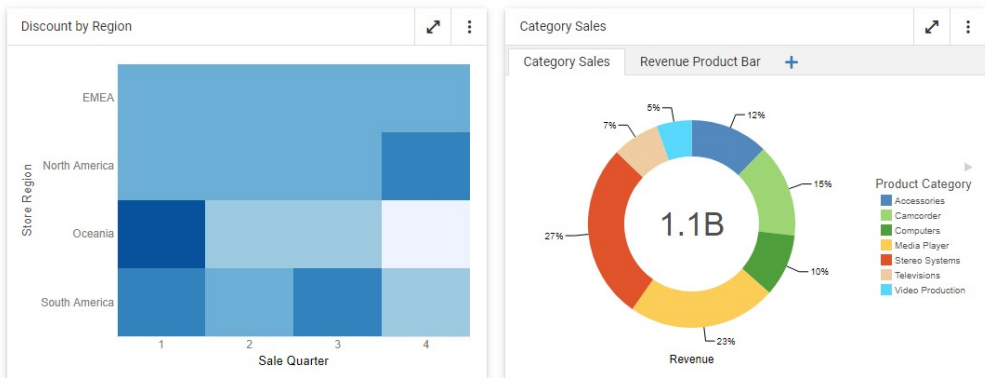 Discount by Region
EMEA
North America
Oceania
South America
Store Region
1 2 3 4
Sale Quarter
Category Sales
Category Sales Revenue Product Bar +
5%
12%
7%
15%
27%
10%
23%
1.1B
Revenue
Product Category
Accessories
Camcorder
Computers
Media Player
Stereo Systems
Televisions
Video Production